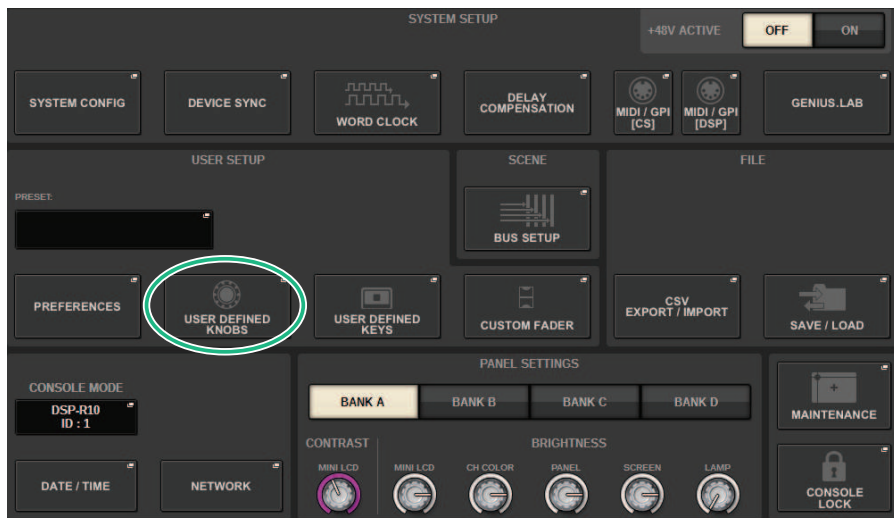 SYSTEM SETUP
+48V ACTIVE
OFF
ON
SYSTEM CONFIG
DEVICE SYNC
WORD CLOCK
DELAY
COMPENSATION
MIDI / GPI
[CS]
MIDI / GPI
[DSP]
GENIUS.LAB
USER SETUP
SCENE
FILE
PRESET:
BUS SETUP
PREFERENCES
USER DEFINED
KNOBS
USER DEFINED
KEYS
CUSTOM FADER
CSV
EXPORT / IMPORT
SAVE / LOAD
CONSOLE MODE
DSP-R10
ID : 1
DATE / TIME
NETWORK
PANEL SETTINGS
BANK A
BANK B
BANK C
BANK D
CONTRAST
BRIGHTNESS
MINI LCD
MINI LCD
CH COLOR
PANEL
SCREEN
LAMP
MAINTENANCE
CONSOLE
LOCK